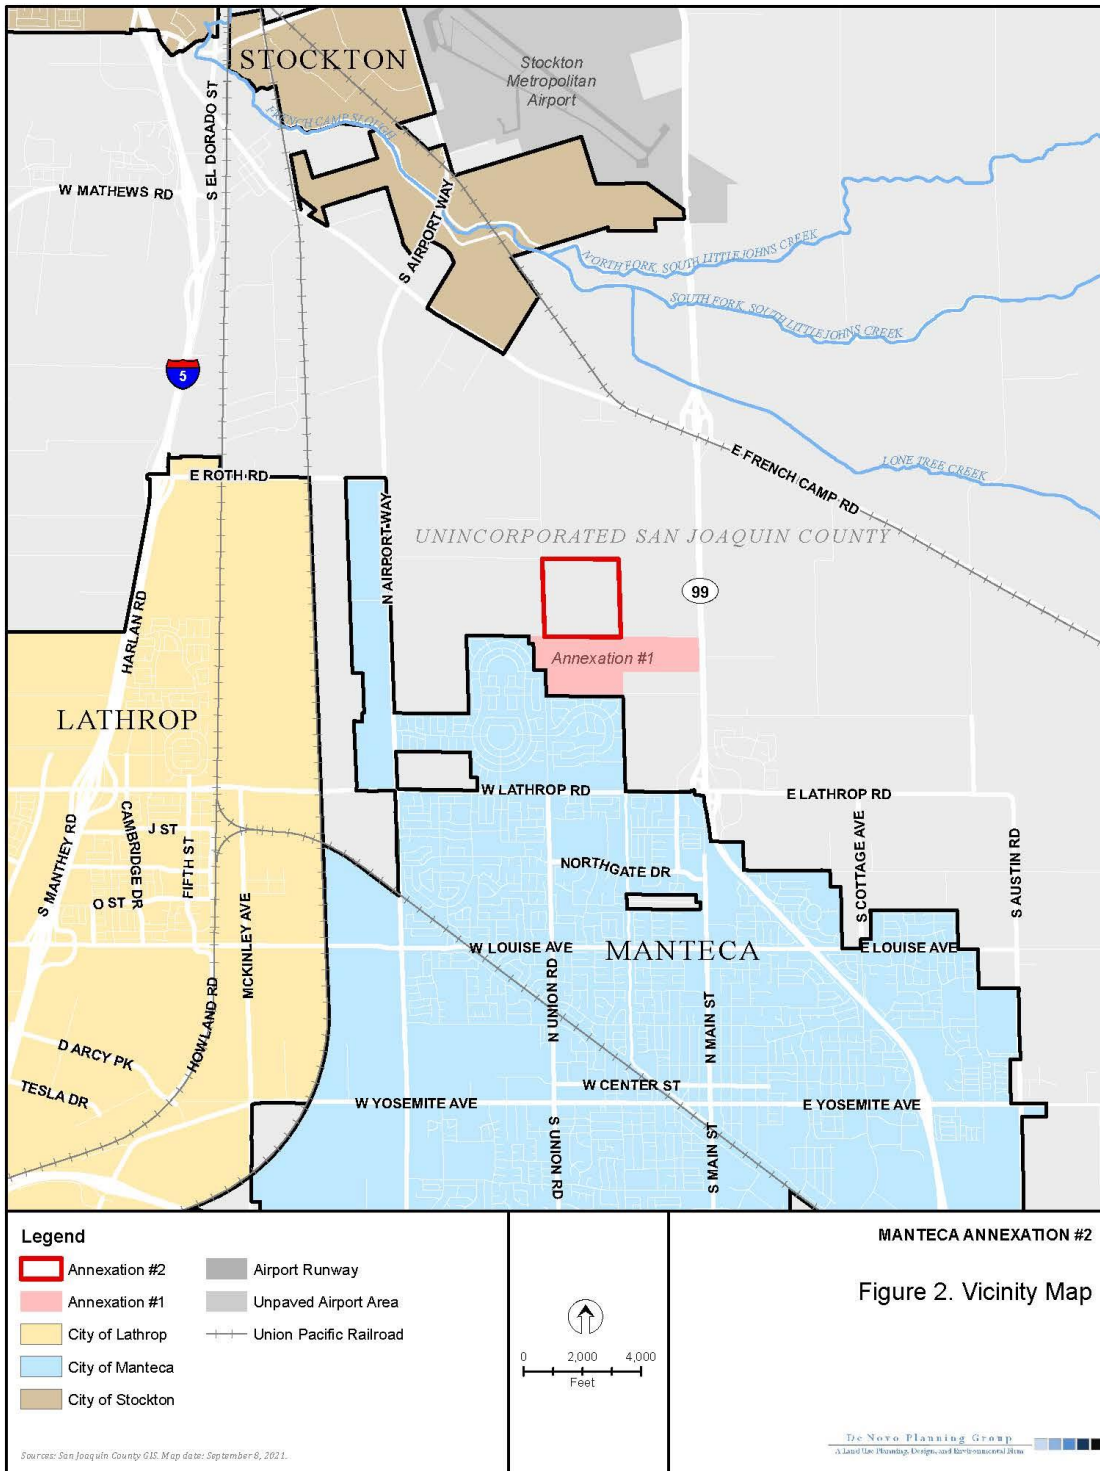 STOCKTON
Stockton
Metropolitan
Airport
S EL DORADO ST
FRENCH CAMP SLOUGH
W MATHEWS RD
S AIRPORT WAY
NORTH FORK, SOUTH LITTLEJOHNS CREEK
SOUTH FORK, SOUTH LITTLEJOHNS CREEK
5
E FRENCH CAMP RD
LONE TREE CREEK
E ROTH RD
N AIRPORT WAY
UNINCORPORATED SAN JOAQUIN COUNTY
99
HARLAN RD
Annexation #1
LATHROP
W LATHROP RD
E LATHROP RD
S MANTHEY RD
CAMBRIDGE DR
J ST
FIFTH ST
O ST
MCKINLEY AVE
NORTHGATE DR
S COTTAGE AVE
S AUSTIN RD
W LOUISE AVE
MANTECA
E LOUISE AVE
HOWLAND RD
N UNION RD
N MAIN ST
D ARCY PK
TESLA DR
W CENTER ST
W YOSEMITE AVE
E YOSEMITE AVE
S UNION RD
S MAIN ST
Legend
Annexation #2
Annexation #1
City of Lathrop
City of Manteca
City of Stockton
Airport Runway
Unpaved Airport Area
Union Pacific Railroad
0 2,000 4,000
Feet
MANTECA ANNEXATION #2
Figure 2. Vicinity Map
Sources: San Joaquin County GIS. Map date: September 8, 2021.
De Novo Planning Group
A Land Use Planning, Design, and Environmental Firm